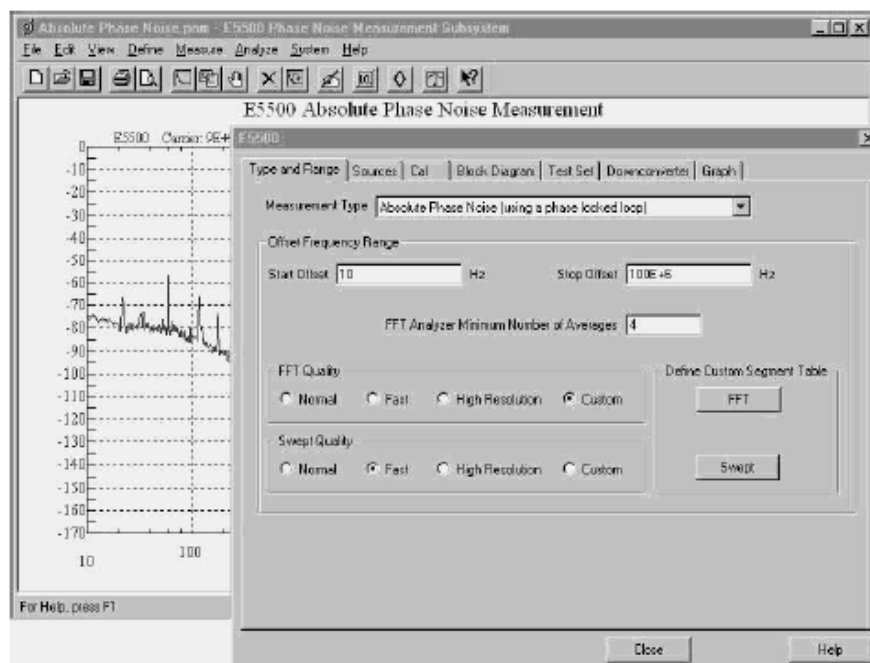 Absolute Phase Noise.pnm - E5500 Phase Noise Measurement Subsystem
File Edit View Define Measure Analyze System Help
E5500 Absolute Phase Noise Measurement
E5500 Carrier: 9E+
E5500
Type and Range Sources Cal Block Diagram Test Set Downconverter Graph
Measurement Type Absolute Phase Noise (using a phase locked loop)
Offset Frequency Range
Start Offset 10 Hz Stop Offset 100E+6 Hz
FFT Analyzer Minimum Number of Averages 4
FFT Quality
Normal Fast High Resolution Custom
Define Custom Segment Table
FFT
Swept Quality
Normal Fast High Resolution Custom
Swept
0
-10
-20
-30
-40
-50
-60
-70
-80
-90
-100
-110
-120
-130
-140
-150
-160
-170
10 100
For Help, press F1
Close Help